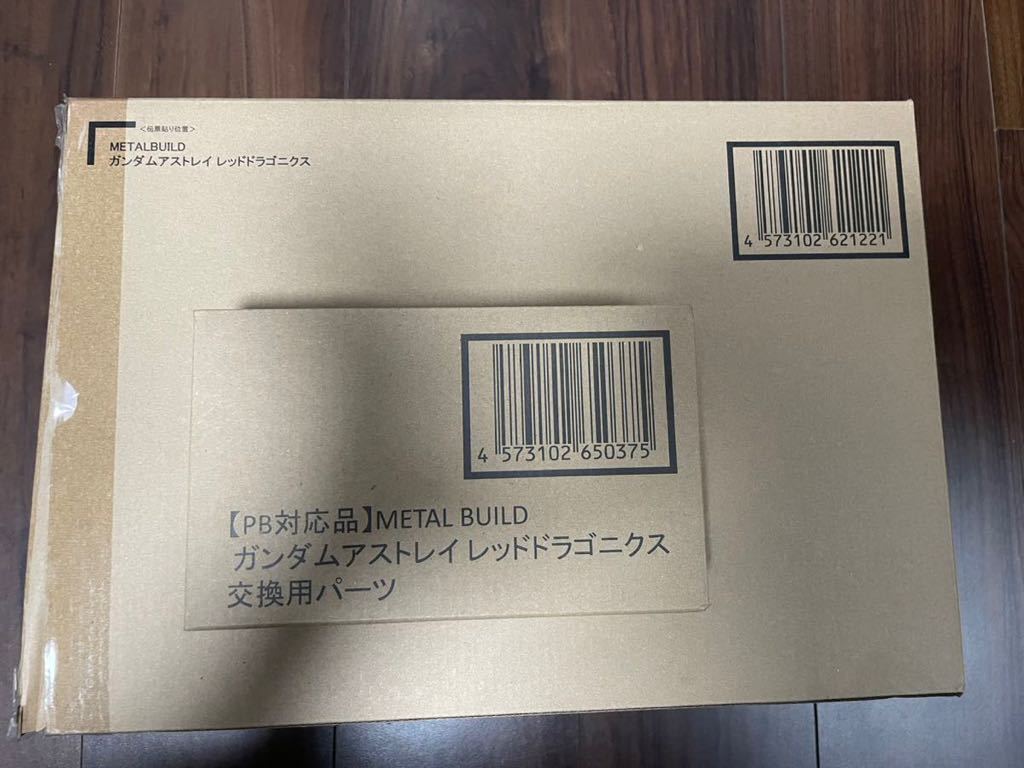 <伝票貼り位置>
METALBUILD
ガンダムアストレイ レッドドラゴニクス
4 573102 621221
4 573102 650375
【PB対応品】METAL BUILD
ガンダムアストレイ レッドドラゴニクス
交換用パーツ